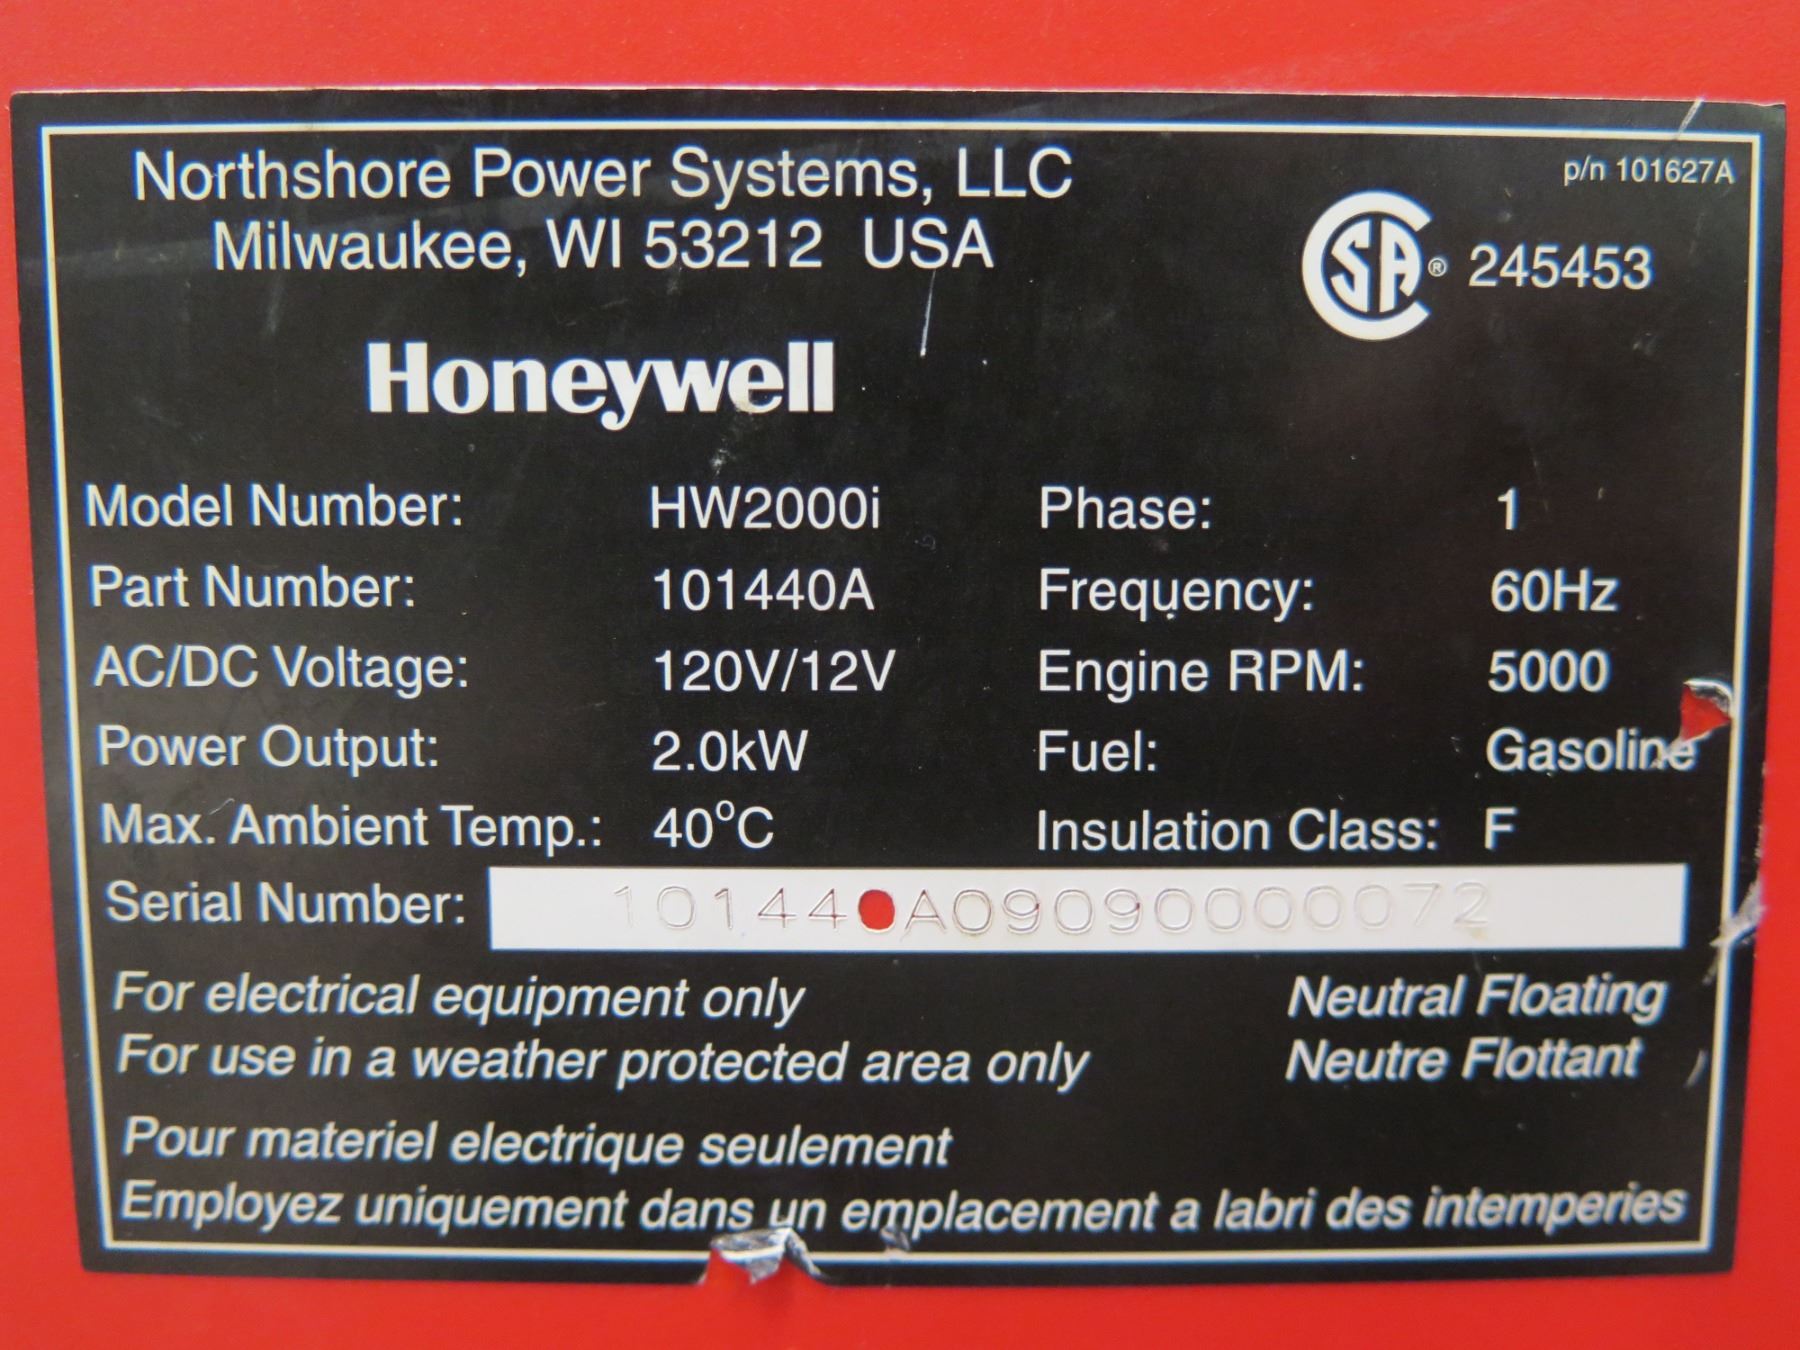 Northshore Power Systems, LLC
p/n 101627A
Milwaukee, WI 53212 USA
CSA® 245453
Honeywell
Model Number: HW2000i Phase: 1
Part Number: 101440A Frequency: 60Hz
AC/DC Voltage: 120V/12V Engine RPM: 5000
Power Output: 2.0kW Fuel: Gasoline
Max. Ambient Temp.: 40°C Insulation Class: F
Serial Number: 101440A09090000072
For electrical equipment only Neutral Floating
For use in a weather protected area only Neutre Flottant
Pour materiel electrique seulement
Employez uniquement dans un emplacement a labri des intemperies